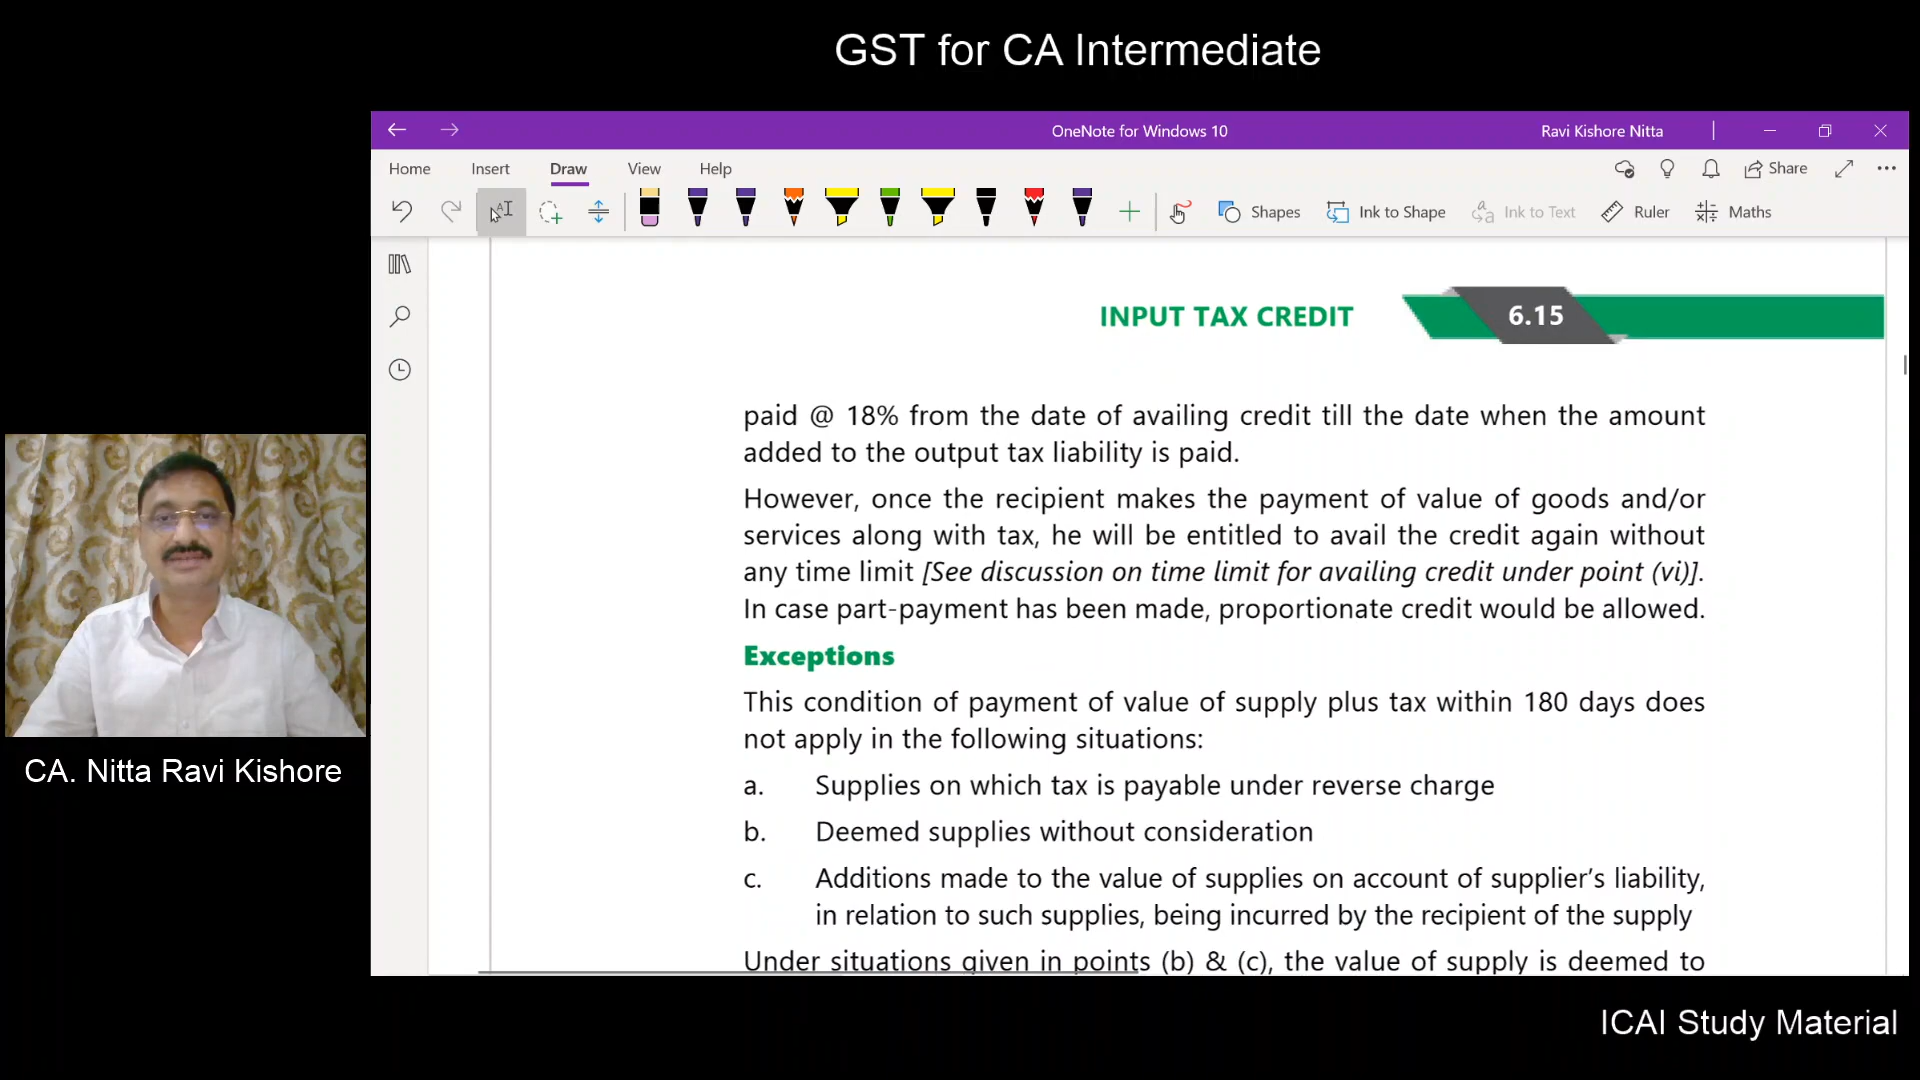 GST for CA Intermediate
OneNote for Windows 10
Ravi Kishore Nitta
Home Insert Draw View Help
Share
Shapes Ink to Shape Ink to Text Ruler Maths
INPUT TAX CREDIT 6.15
paid @ 18% from the date of availing credit till the date when the amount
added to the output tax liability is paid.
However, once the recipient makes the payment of value of goods and/or
services along with tax, he will be entitled to avail the credit again without
any time limit [See discussion on time limit for availing credit under point (vi)].
In case part-payment has been made, proportionate credit would be allowed.
Exceptions
This condition of payment of value of supply plus tax within 180 days does
not apply in the following situations:
a. Supplies on which tax is payable under reverse charge
b. Deemed supplies without consideration
c. Additions made to the value of supplies on account of supplier's liability,
in relation to such supplies, being incurred by the recipient of the supply
Under situations given in points (b) & (c), the value of supply is deemed to
CA. Nitta Ravi Kishore
ICAI Study Material